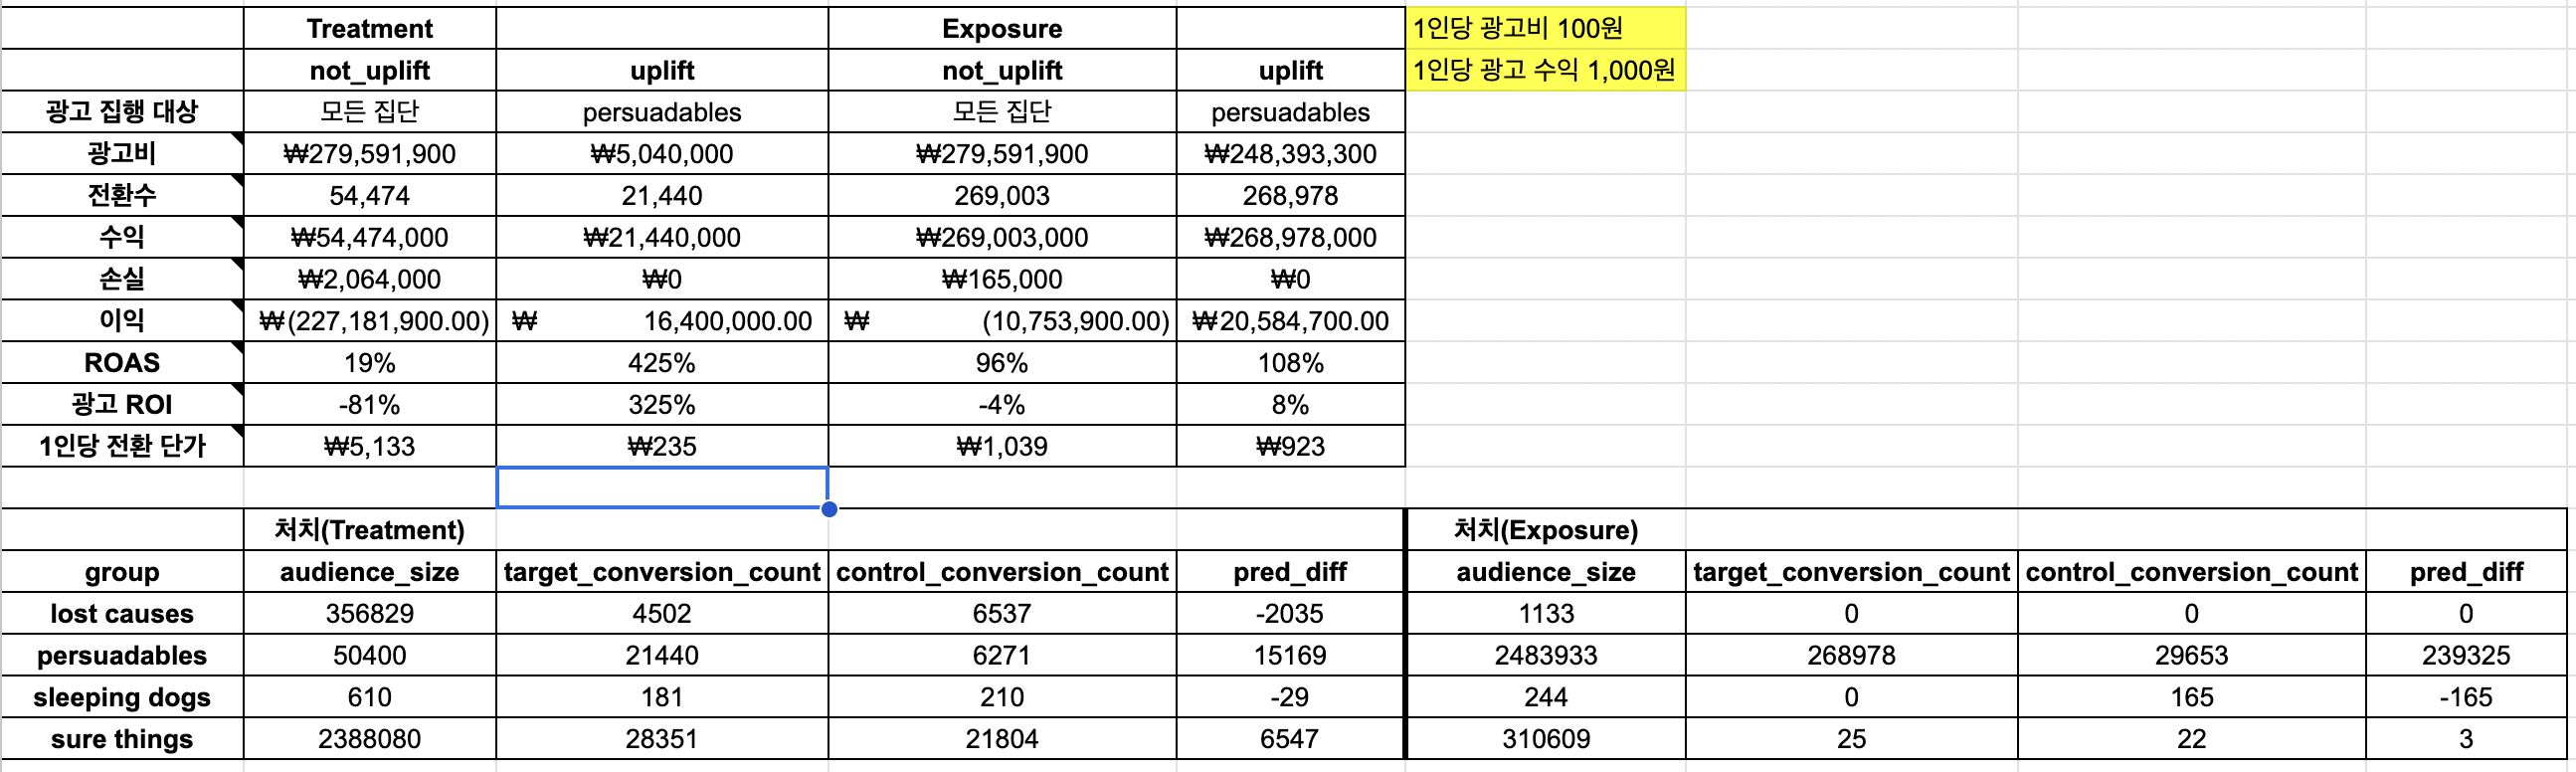 Treatment Exposure 1인당 광고비 100원
not_uplift uplift not_uplift uplift 1인당 광고 수익 1,000원
광고 집행 대상 모든 집단 persuadables 모든 집단 persuadables
광고비 ₩279,591,900 ₩5,040,000 ₩279,591,900 ₩248,393,300
전환수 54,474 21,440 269,003 268,978
수익 ₩54,474,000 ₩21,440,000 ₩269,003,000 ₩268,978,000
손실 ₩2,064,000 ₩0 ₩165,000 ₩0
이익 ₩(227,181,900.00) ₩ 16,400,000.00 ₩ (10,753,900.00) ₩20,584,700.00
ROAS 19% 425% 96% 108%
광고 ROI -81% 325% -4% 8%
1인당 전환 단가 ₩5,133 ₩235 ₩1,039 ₩923
처치(Treatment) 처치(Exposure)
group audience_size target_conversion_count control_conversion_count pred_diff audience_size target_conversion_count control_conversion_count pred_diff
lost causes 356829 4502 6537 -2035 1133 0 0 0
persuadables 50400 21440 6271 15169 2483933 268978 29653 239325
sleeping dogs 610 181 210 -29 244 0 165 -165
sure things 2388080 28351 21804 6547 310609 25 22 3